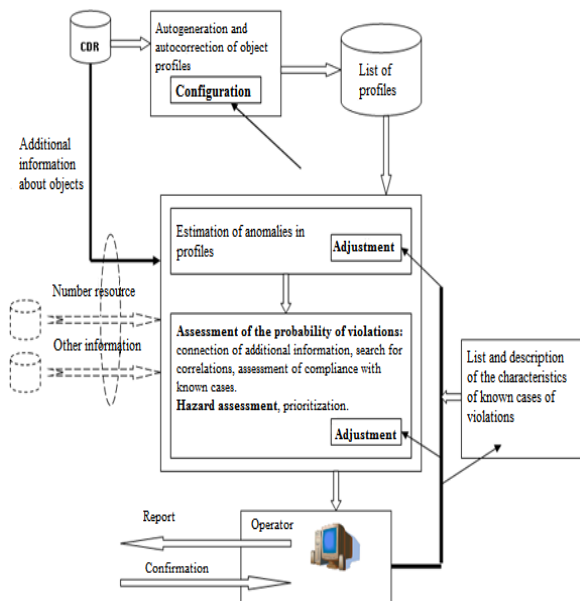 CDR
Autogeneration and
autocorrection of object
profiles
Configuration
List of
profiles
Additional
information
about objects
Estimation of anomalies in
profiles
Adjustment
Number resource
Other information
Assessment of the probability of violations:
connection of additional information, search for
correlations, assessment of compliance with
known cases.
Hazard assessment, prioritization.
Adjustment
List and description
of the characteristics
of known cases of
violations
Report
Operator
Confirmation